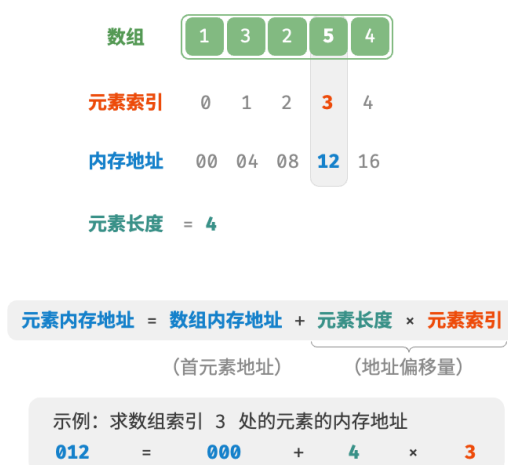 数组 1 3 2 5 4
元素索引 0 1 2 3 4
内存地址 00 04 08 12 16
元素长度 = 4
元素内存地址 = 数组内存地址 + 元素长度 × 元素索引
（首元素地址） （地址偏移量）
示例：求数组索引 3 处的元素的内存地址
012 = 000 + 4 × 3